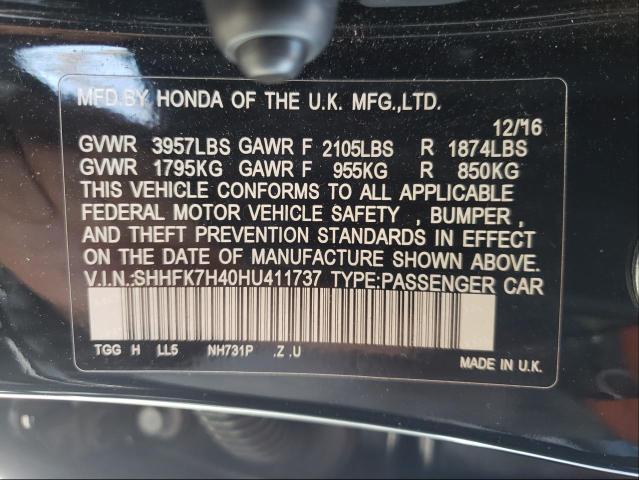 MFD.BY HONDA OF THE U.K. MFG.,LTD.
12/16
GVWR 3957LBS GAWR F 2105LBS R 1874LBS
GVWR 1795KG GAWR F 955KG R 850KG
THIS VEHICLE CONFORMS TO ALL APPLICABLE
FEDERAL MOTOR VEHICLE SAFETY , BUMPER ,
AND THEFT PREVENTION STANDARDS IN EFFECT
ON THE DATE OF MANUFACTURE SHOWN ABOVE.
V.I.N.:SHHFK7H40HU411737 TYPE:PASSENGER CAR
TGG H LL5 NH731P .Z .U
MADE IN U.K.